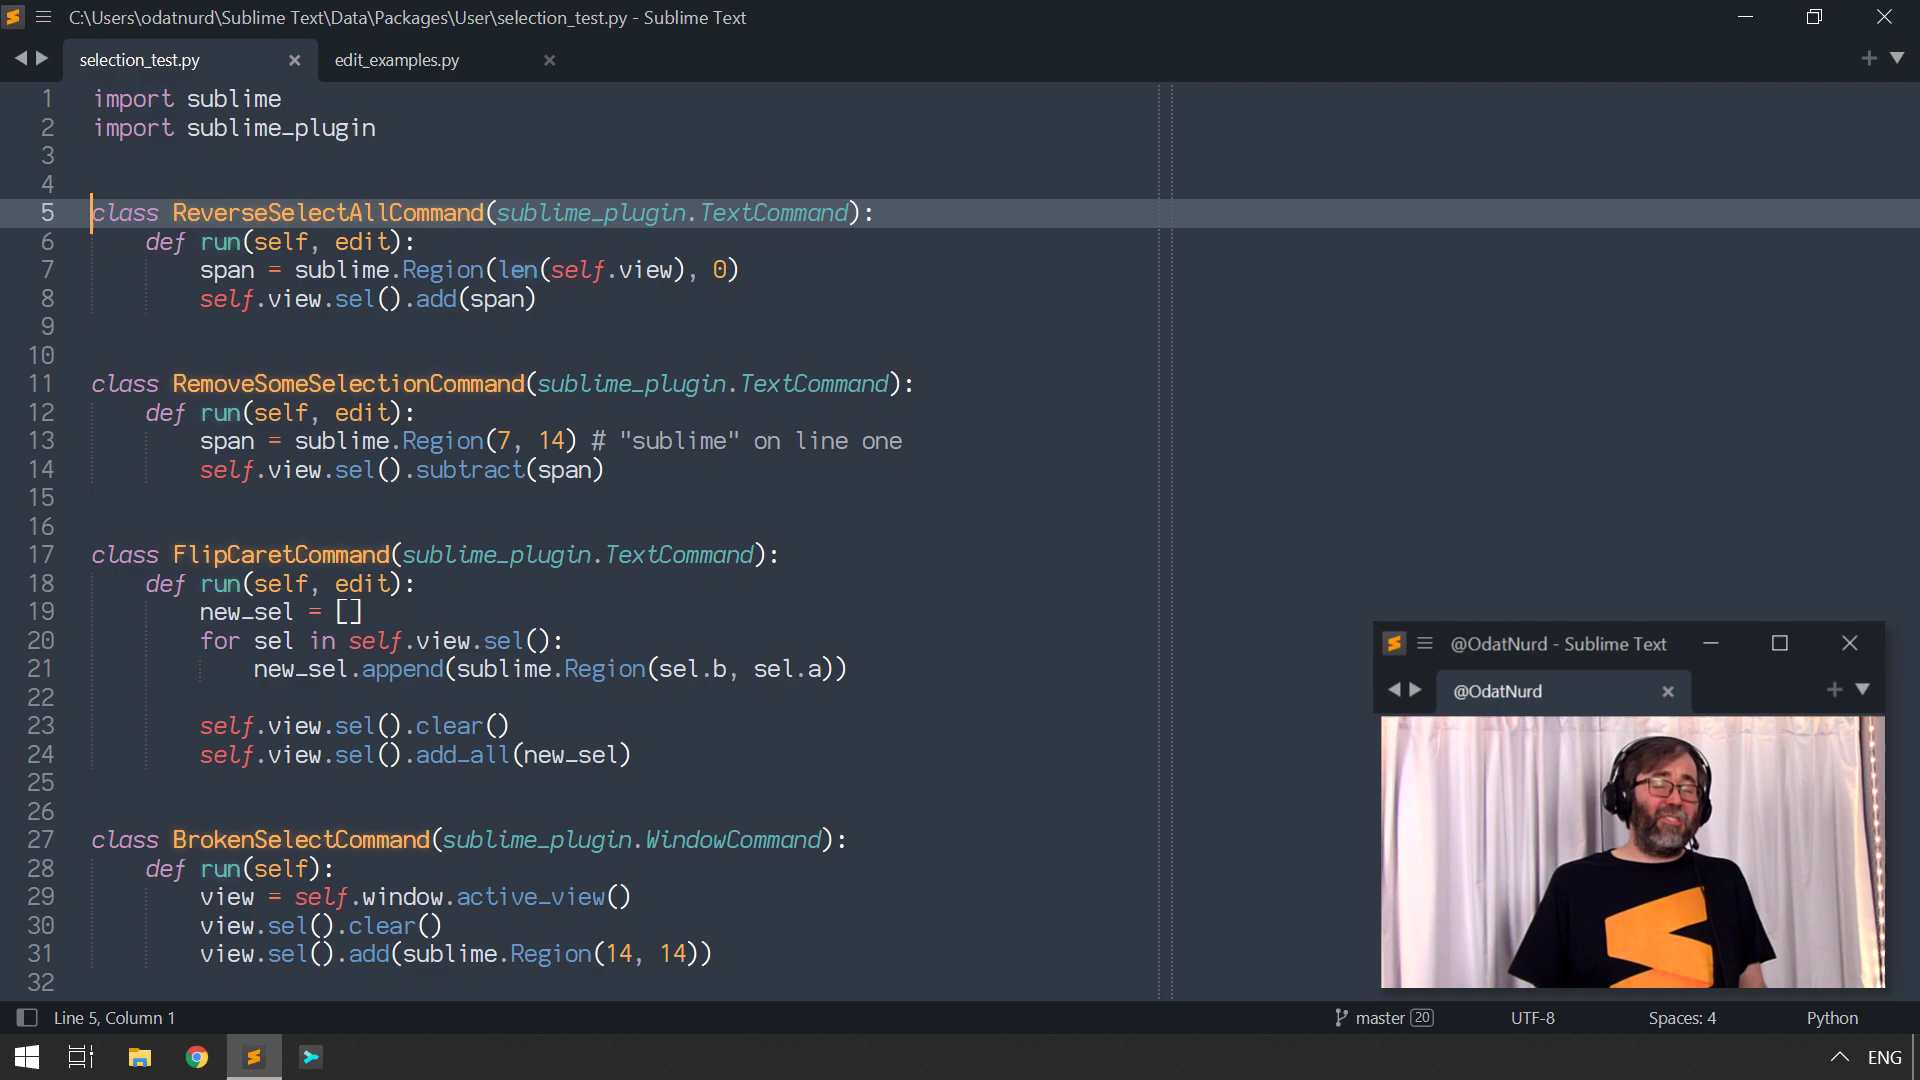 C:\Users\odatnurd\Sublime Text\Data\Packages\User\selection_test.py - Sublime Text
selection_test.py
edit_examples.py
1 import sublime
2 import sublime_plugin
3
4
5 class ReverseSelectAllCommand(sublime_plugin.TextCommand):
6     def run(self, edit):
7         span = sublime.Region(len(self.view), 0)
8         self.view.sel().add(span)
9
10
11 class RemoveSomeSelectionCommand(sublime_plugin.TextCommand):
12     def run(self, edit):
13         span = sublime.Region(7, 14) # "sublime" on line one
14         self.view.sel().subtract(span)
15
16
17 class FlipCaretCommand(sublime_plugin.TextCommand):
18     def run(self, edit):
19         new_sel = []
20         for sel in self.view.sel():
21             new_sel.append(sublime.Region(sel.b, sel.a))
22
23         self.view.sel().clear()
24         self.view.sel().add_all(new_sel)
25
26
27 class BrokenSelectCommand(sublime_plugin.WindowCommand):
28     def run(self):
29         view = self.window.active_view()
30         view.sel().clear()
31         view.sel().add(sublime.Region(14, 14))
32
@OdatNurd - Sublime Text
@OdatNurd
Line 5, Column 1
master 20
UTF-8
Spaces: 4
Python
ENG